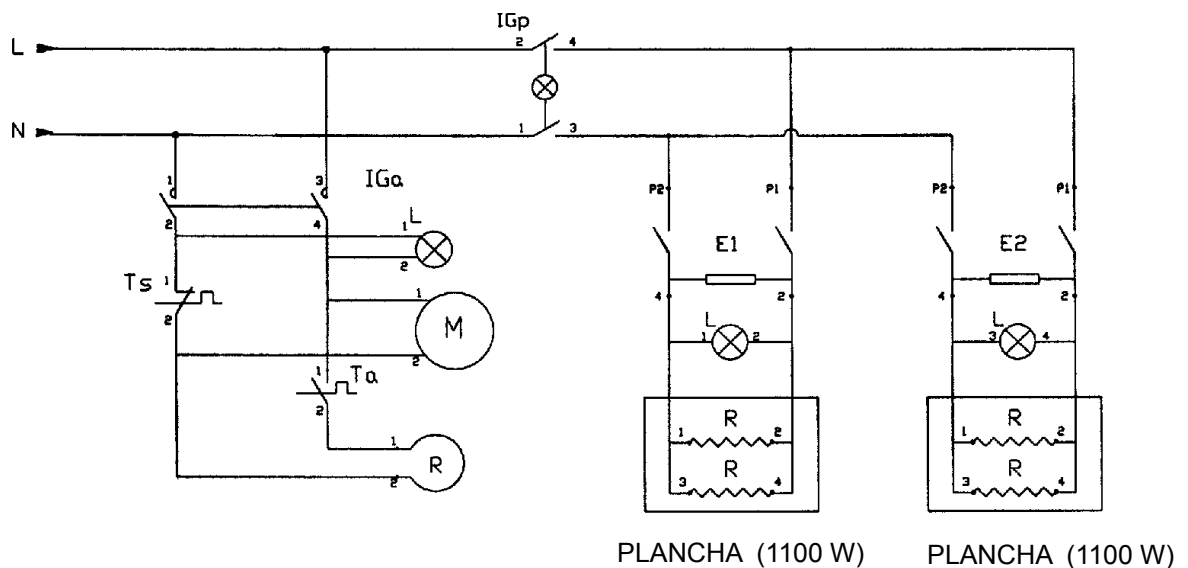 IGp
L 2 4
N 1 3
1 3 IGa
2 4 L 1 2
Ts 1 2
1 M 2
1 Ta 2
1 R 2
P2 P1 P2 P1
E1 E2
4 2 4 2
L 1 2 L 3 4
R R
1 2 1 2
R R
3 4 3 4
PLANCHA (1100 W) PLANCHA (1100 W)